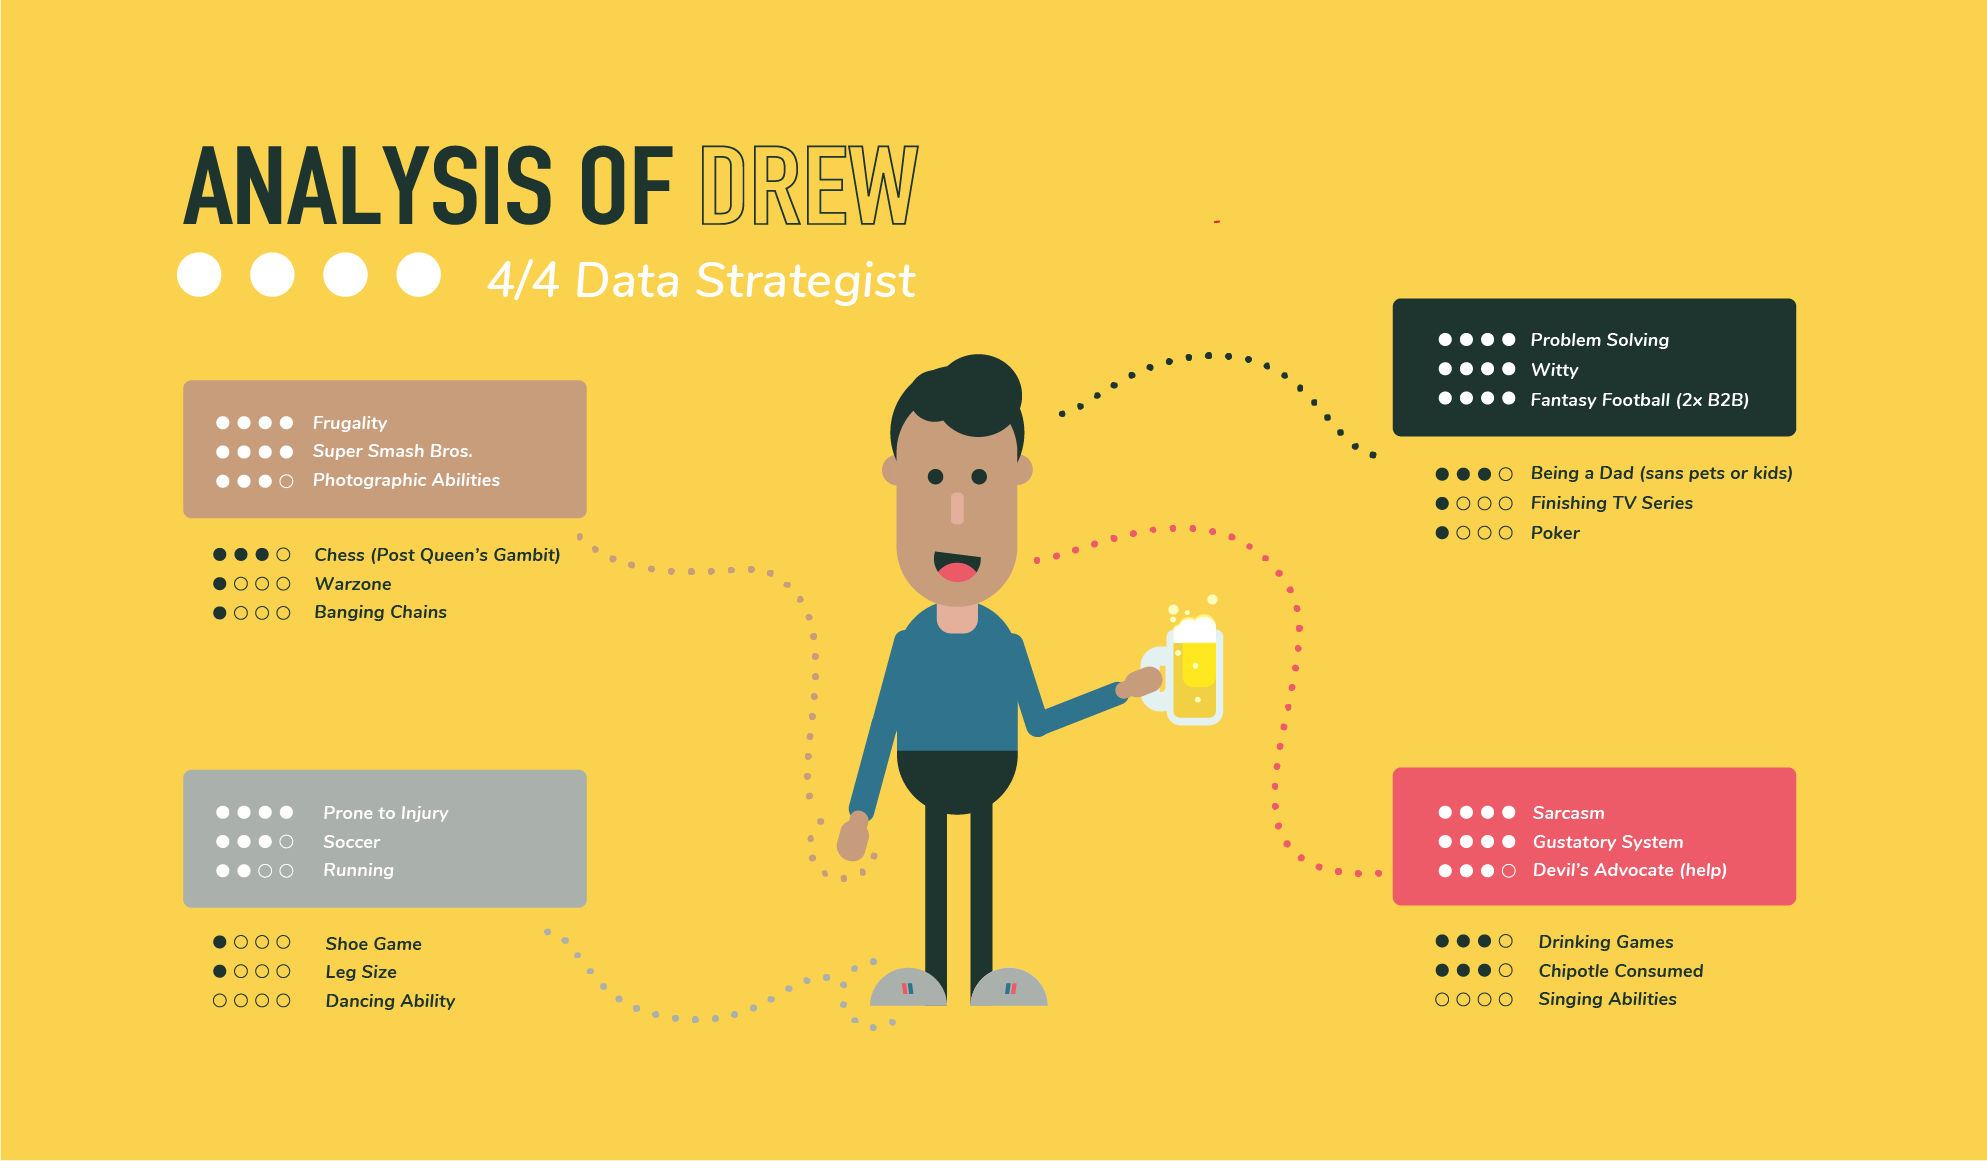 ANALYSIS OF DREW
4/4 Data Strategist
Frugality
Super Smash Bros.
Photographic Abilities
Chess (Post Queen's Gambit)
Warzone
Banging Chains
Prone to Injury
Soccer
Running
Shoe Game
Leg Size
Dancing Ability
Problem Solving
Witty
Fantasy Football (2x B2B)
Being a Dad (sans pets or kids)
Finishing TV Series
Poker
Sarcasm
Gustatory System
Devil's Advocate (help)
Drinking Games
Chipotle Consumed
Singing Abilities